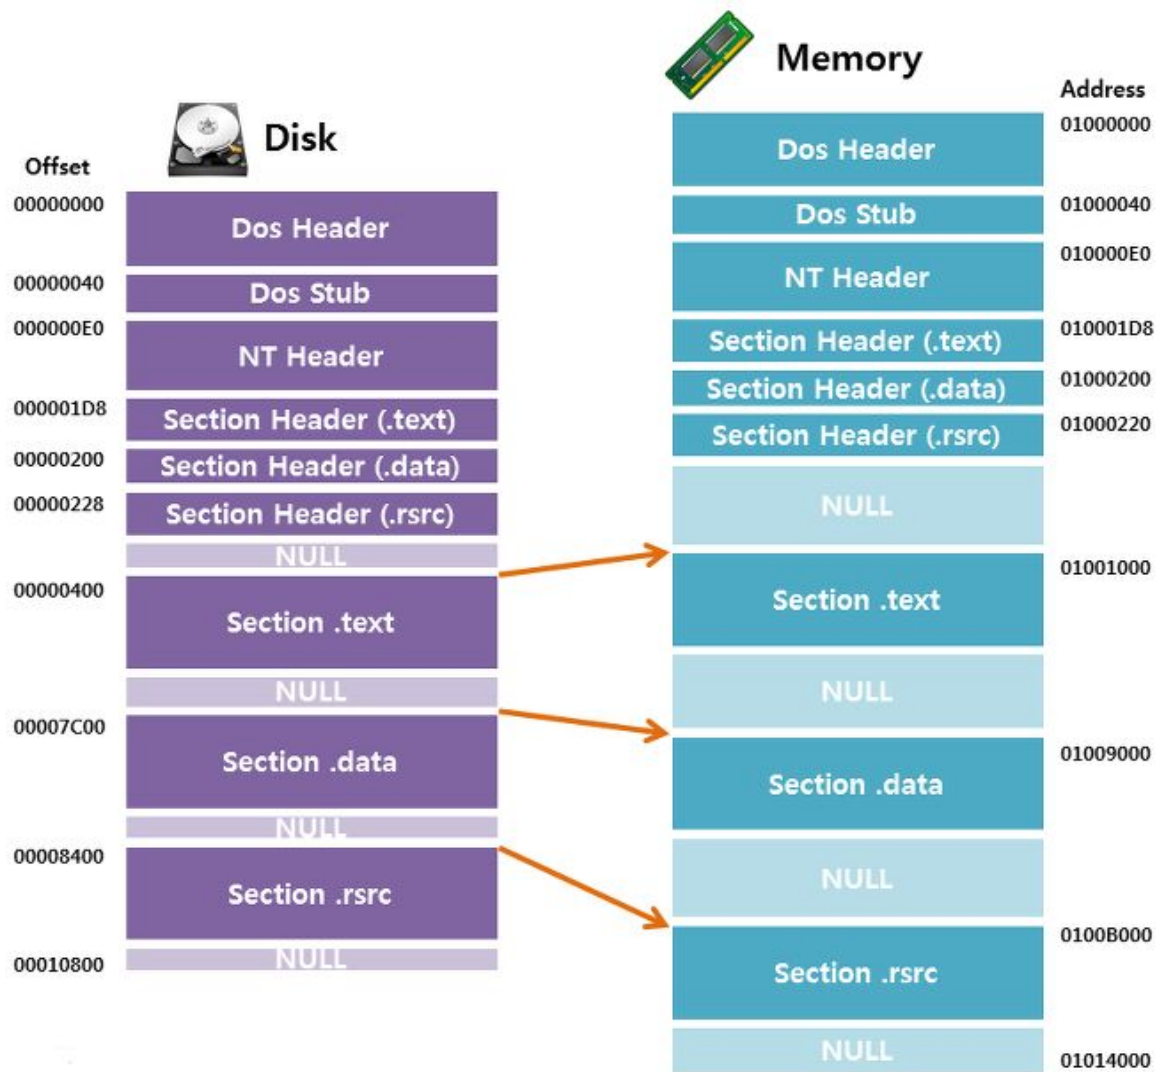 Disk
Offset
00000000
Dos Header
00000040
Dos Stub
000000E0
NT Header
000001D8
Section Header (.text)
00000200
Section Header (.data)
00000228
Section Header (.rsrc)
NULL
00000400
Section .text
NULL
00007C00
Section .data
NULL
00008400
Section .rsrc
NULL
00010800
Memory
Address
01000000
Dos Header
01000040
Dos Stub
010000E0
NT Header
010001D8
Section Header (.text)
01000200
Section Header (.data)
01000220
Section Header (.rsrc)
NULL
01001000
Section .text
NULL
01009000
Section .data
NULL
0100B000
Section .rsrc
NULL
01014000